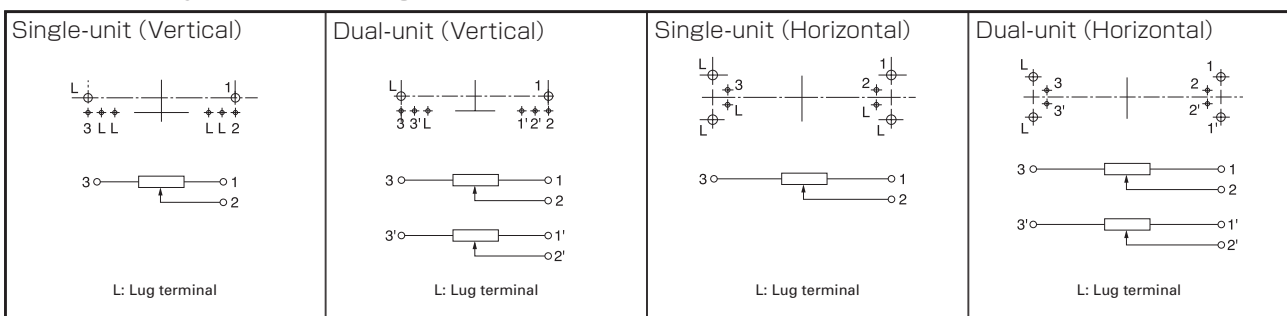 Single-unit (Vertical)
L 1
3 L L L L 2
3 1
2
L: Lug terminal
Dual-unit (Vertical)
L 1
3 3' L 1' 2' 2
3 1
2
3' 1'
2'
L: Lug terminal
Single-unit (Horizontal)
L 1
3 2
L L
L L
3 1
2
L: Lug terminal
Dual-unit (Horizontal)
L 1
3 2
3' 2'
L 1'
3 1
2
3' 1'
2'
L: Lug terminal